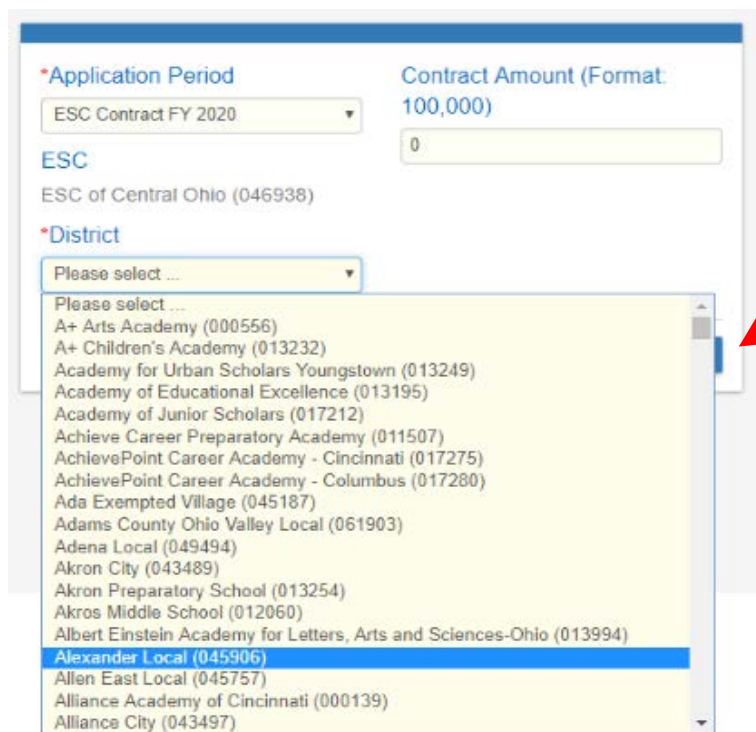 *Application Period
ESC Contract FY 2020
ESC
ESC of Central Ohio (046938)
*District
Please select ...
Contract Amount (Format:
100,000)
0
Please select ...
A+ Arts Academy (000556)
A+ Children's Academy (013232)
Academy for Urban Scholars Youngstown (013249)
Academy of Educational Excellence (013195)
Academy of Junior Scholars (017212)
Achieve Career Preparatory Academy (011507)
AchievePoint Career Academy - Cincinnati (017275)
AchievePoint Career Academy - Columbus (017280)
Ada Exempted Village (045187)
Adams County Ohio Valley Local (061903)
Adena Local (049494)
Akron City (043489)
Akron Preparatory School (013254)
Akros Middle School (012060)
Albert Einstein Academy for Letters, Arts and Sciences-Ohio (013994)
Alexander Local (045906)
Allen East Local (045757)
Alliance Academy of Cincinnati (000139)
Alliance City (043497)